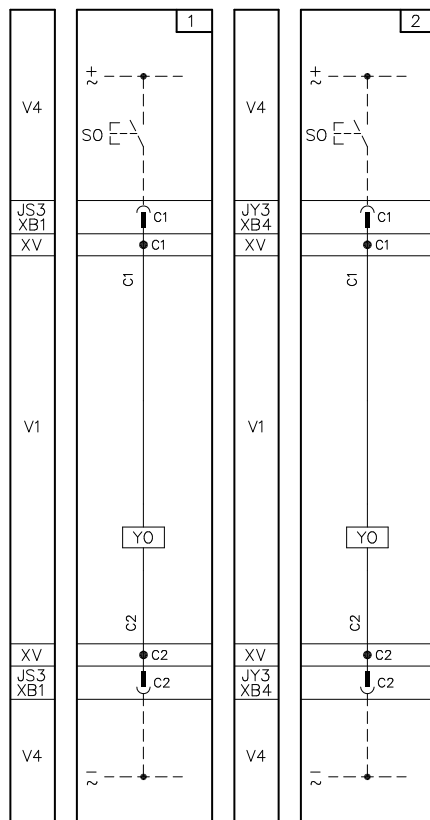 1
+
~
V4
S0
JS3
XB1
C1
XV
C1
C1
V1
Y0
C2
XV
C2
JS3
XB1
C2
V4
–
~
2
+
~
V4
S0
JY3
XB4
C1
XV
C1
C1
V1
Y0
C2
XV
C2
JY3
XB4
C2
V4
–
~